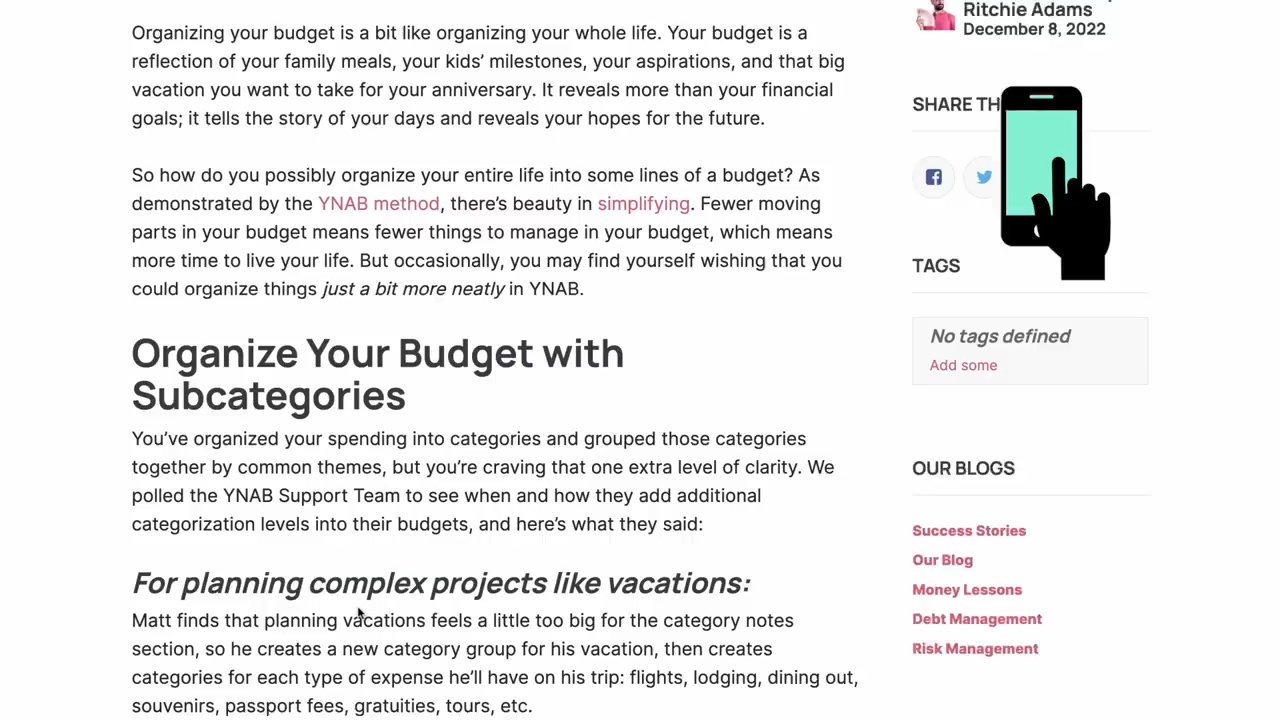 Organizing your budget is a bit like organizing your whole life. Your budget is a
reflection of your family meals, your kids’ milestones, your aspirations, and that big
vacation you want to take for your anniversary. It reveals more than your financial
goals; it tells the story of your days and reveals your hopes for the future.
So how do you possibly organize your entire life into some lines of a budget? As
demonstrated by the YNAB method, there’s beauty in simplifying. Fewer moving
parts in your budget means fewer things to manage in your budget, which means
more time to live your life. But occasionally, you may find yourself wishing that you
could organize things just a bit more neatly in YNAB.
Organize Your Budget with
Subcategories
You’ve organized your spending into categories and grouped those categories
together by common themes, but you’re craving that one extra level of clarity. We
polled the YNAB Support Team to see when and how they add additional
categorization levels into their budgets, and here’s what they said:
For planning complex projects like vacations:
Matt finds that planning vacations feels a little too big for the category notes
section, so he creates a new category group for his vacation, then creates
categories for each type of expense he’ll have on his trip: flights, lodging, dining out,
souvenirs, passport fees, gratuities, tours, etc.
Ritchie Adams
December 8, 2022
SHARE TH
TAGS
No tags defined
Add some
OUR BLOGS
Success Stories
Our Blog
Money Lessons
Debt Management
Risk Management